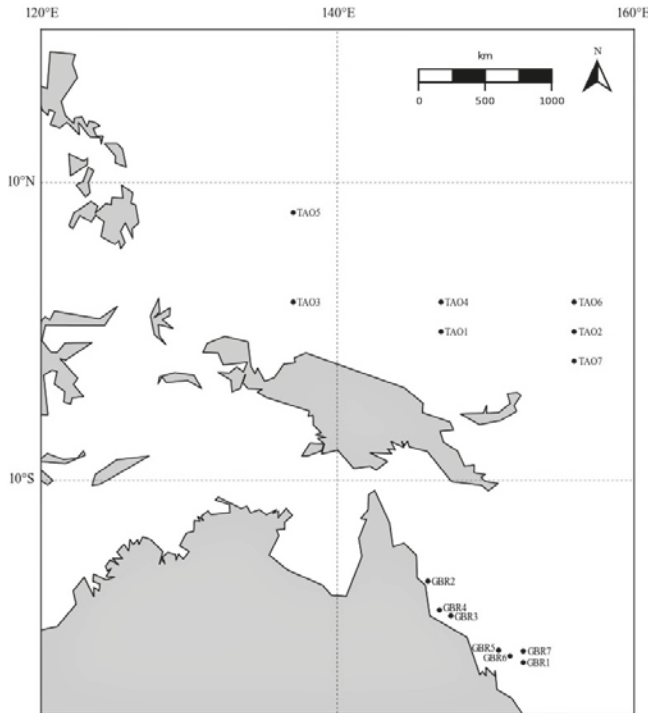 120°E 140°E 160°E
km
N
0 500 1000
10°N
TAO5
TAO3 TAO4 TAO6
TAO1 TAO2
TAO7
10°S
GBR2
GBR4
GBR3
GBR5 GBR7
GBR6
GBR1